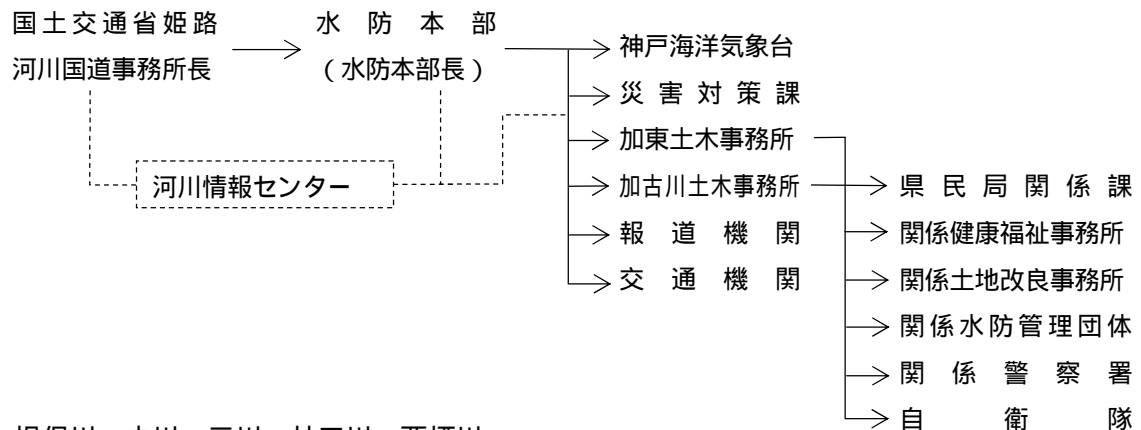 国土交通省姫路
河川国道事務所長
水防本部
(水防本部長)
河川情報センター
神戸海洋気象台
災害対策課
加東土木事務所
加古川土木事務所
報道機関
交通機関
県民局関係課
関係健康福祉事務所
関係土地改良事務所
関係水防管理団体
関係警察署
自衛隊